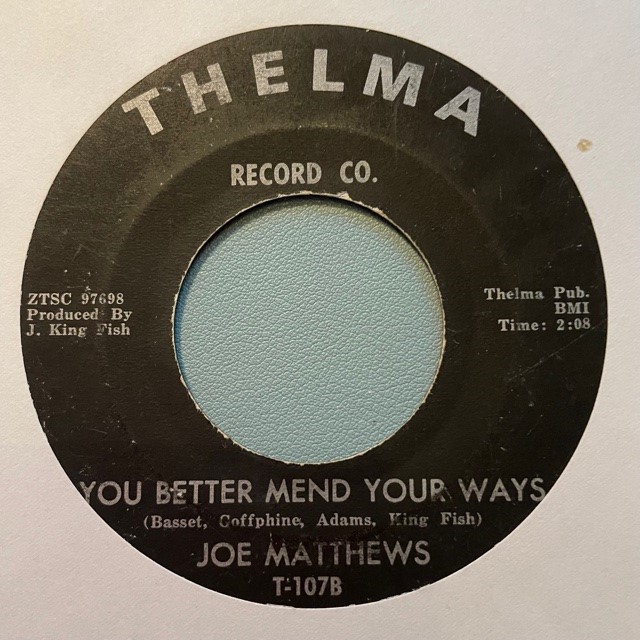 THELMA
RECORD CO.
ZTSC 97698
Produced By
J. King Fish
Thelma Pub.
BMI
Time: 2:08
YOU BETTER MEND YOUR WAYS
(Basset, Coffphine, Adams, King Fish)
JOE MATTHEWS
T-107B